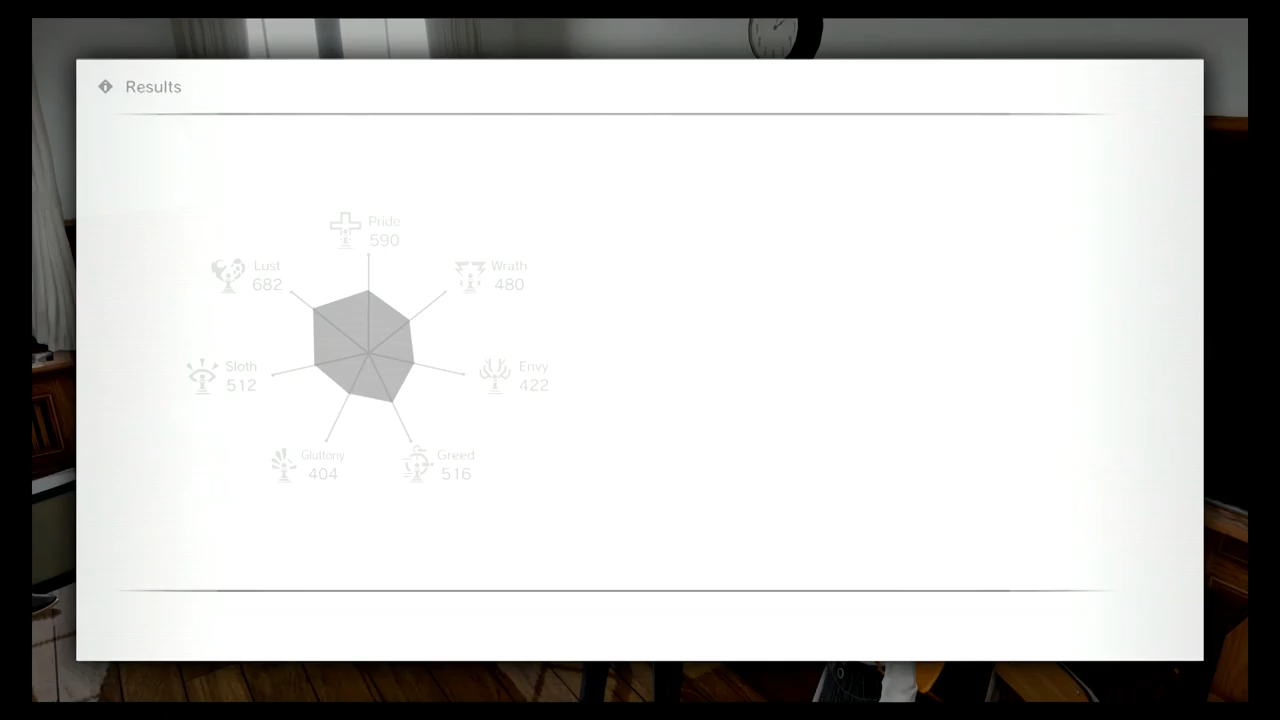 Results
Pride
590
Lust
682
Wrath
480
Sloth
512
Envy
422
Gluttony
404
Greed
516